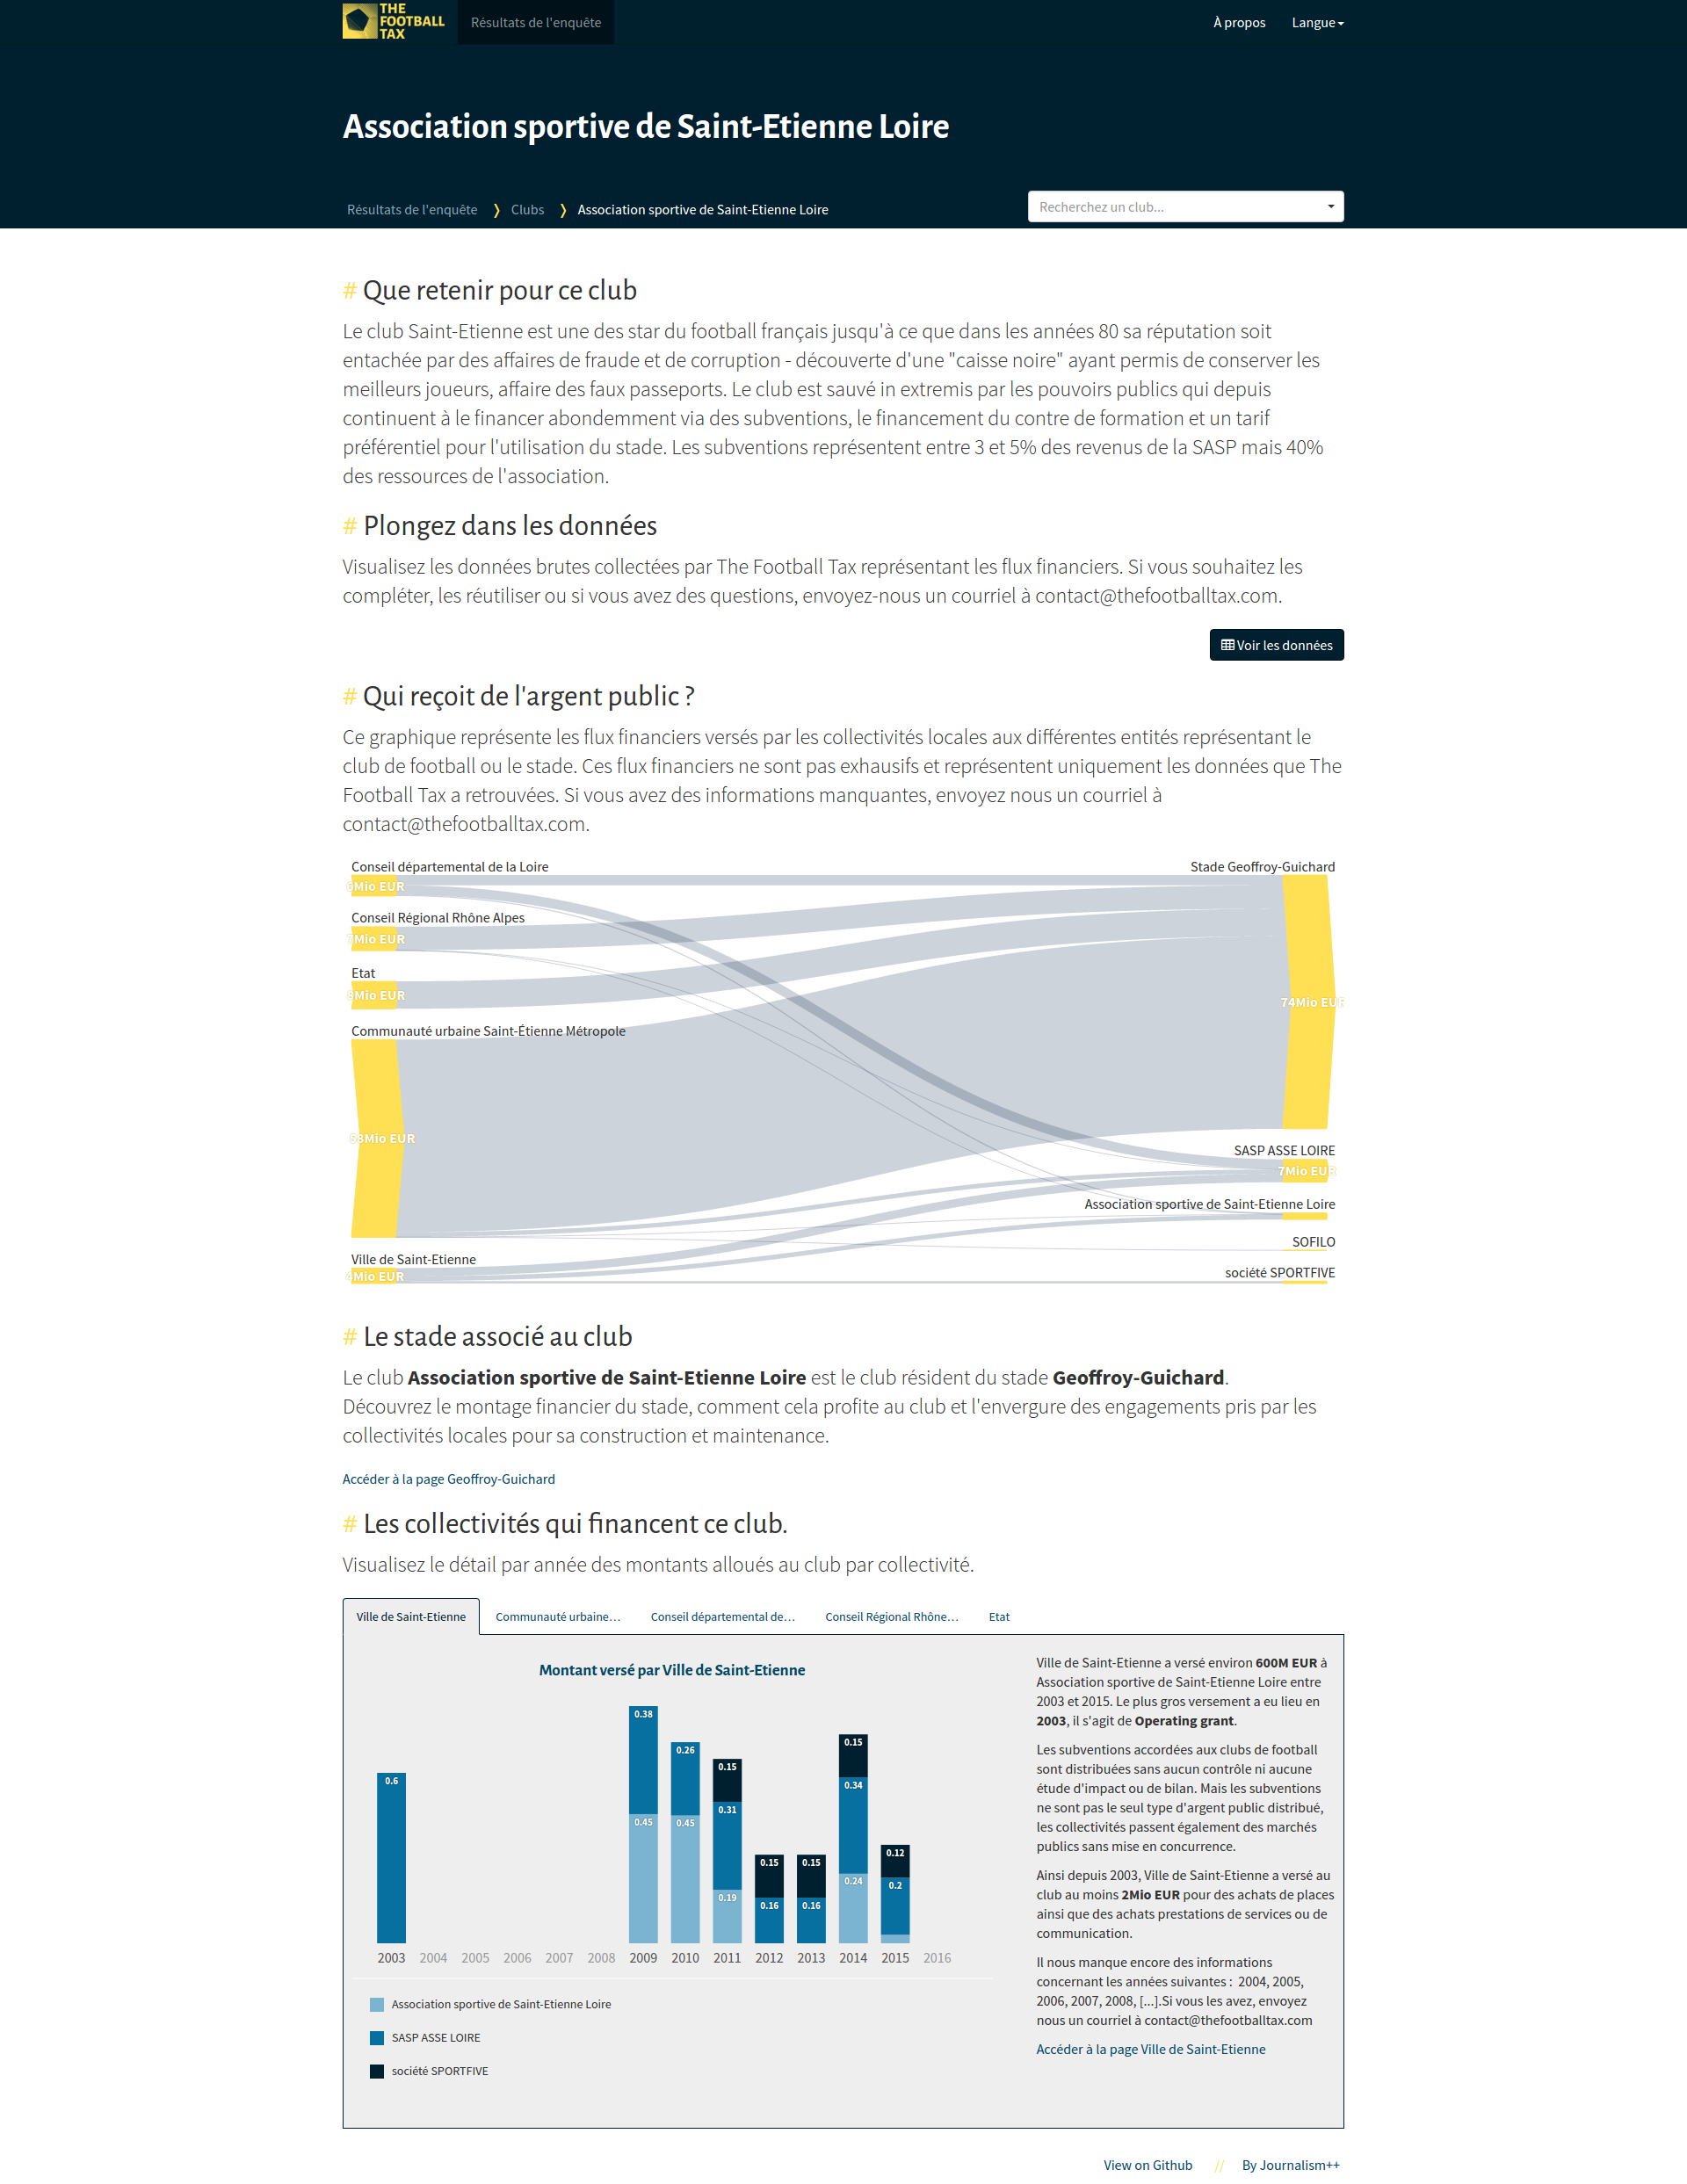 THE
FOOTBALL
TAX
Résultats de l'enquête
À propos
Langue
Association sportive de Saint-Etienne Loire
Résultats de l'enquête ❭ Clubs ❭ Association sportive de Saint-Etienne Loire
Recherchez un club...
# Que retenir pour ce club
Le club Saint-Etienne est une des star du football français jusqu'à ce que dans les années 80 sa réputation soit
entachée par des affaires de fraude et de corruption - découverte d'une "caisse noire" ayant permis de conserver les
meilleurs joueurs, affaire des faux passeports. Le club est sauvé in extremis par les pouvoirs publics qui depuis
continuent à le financer abondemment via des subventions, le financement du contre de formation et un tarif
préférentiel pour l'utilisation du stade. Les subventions représentent entre 3 et 5% des revenus de la SASP mais 40%
des ressources de l'association.
# Plongez dans les données
Visualisez les données brutes collectées par The Football Tax représentant les flux financiers. Si vous souhaitez les
compléter, les réutiliser ou si vous avez des questions, envoyez-nous un courriel à contact@thefootballtax.com.
Voir les données
# Qui reçoit de l'argent public ?
Ce graphique représente les flux financiers versés par les collectivités locales aux différentes entités représentant le
club de football ou le stade. Ces flux financiers ne sont pas exhausifs et représentent uniquement les données que The
Football Tax a retrouvées. Si vous avez des informations manquantes, envoyez nous un courriel à
contact@thefootballtax.com.
Conseil départemental de la Loire
Stade Geoffroy-Guichard
Mio EUR
Conseil Régional Rhône Alpes
Mio EUR
Etat
Mio EUR
74Mio
Communauté urbaine Saint-Étienne Métropole
Mio EUR
SASP ASSE LOIRE
7Mio
Association sportive de Saint-Etienne Loire
SOFILO
Ville de Saint-Etienne
Mio EUR
société SPORTFIVE
# Le stade associé au club
Le club Association sportive de Saint-Etienne Loire est le club résident du stade Geoffroy-Guichard.
Découvrez le montage financier du stade, comment cela profite au club et l'envergure des engagements pris par les
collectivités locales pour sa construction et maintenance.
Accéder à la page Geoffroy-Guichard
# Les collectivités qui financent ce club.
Visualisez le détail par année des montants alloués au club par collectivité.
Ville de Saint-Etienne
Communauté urbaine…
Conseil départemental de…
Conseil Régional Rhône…
Etat
Montant versé par Ville de Saint-Etienne
0.6
0.38
0.45
0.26
0.45
0.15
0.31
0.19
0.15
0.16
0.15
0.16
0.15
0.34
0.24
0.12
0.2
2003 2004 2005 2006 2007 2008 2009 2010 2011 2012 2013 2014 2015 2016
Association sportive de Saint-Etienne Loire
SASP ASSE LOIRE
société SPORTFIVE
Ville de Saint-Etienne a versé environ 600M EUR à
Association sportive de Saint-Etienne Loire entre
2003 et 2015. Le plus gros versement a eu lieu en
2003, il s'agit de Operating grant.
Les subventions accordées aux clubs de football
sont distribuées sans aucun contrôle ni aucune
étude d'impact ou de bilan. Mais les subventions
ne sont pas le seul type d'argent public distribué,
les collectivités passent également des marchés
publics sans mise en concurrence.
Ainsi depuis 2003, Ville de Saint-Etienne a versé au
club au moins 2Mio EUR pour des achats de places
ainsi que des achats prestations de services ou de
communication.
Il nous manque encore des informations
concernant les années suivantes : 2004, 2005,
2006, 2007, 2008, [...].Si vous les avez, envoyez
nous un courriel à contact@thefootballtax.com
Accéder à la page Ville de Saint-Etienne
View on Github // By Journalism++